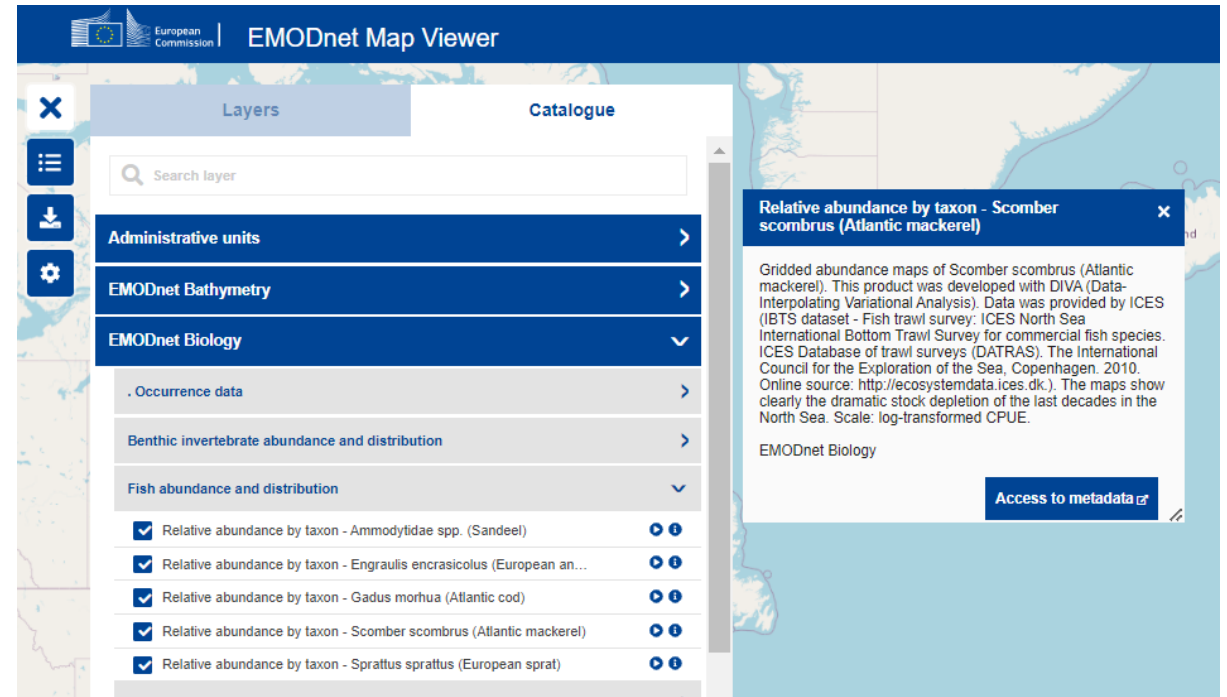 European
Commission
EMODnet Map Viewer
Layers
Catalogue
Search layer
Administrative units
EMODnet Bathymetry
EMODnet Biology
. Occurrence data
Benthic invertebrate abundance and distribution
Fish abundance and distribution
Relative abundance by taxon - Ammodytidae spp. (Sandeel)
Relative abundance by taxon - Engraulis encrasicolus (European an...
Relative abundance by taxon - Gadus morhua (Atlantic cod)
Relative abundance by taxon - Scomber scombrus (Atlantic mackerel)
Relative abundance by taxon - Sprattus sprattus (European sprat)
Relative abundance by taxon - Scomber
scombrus (Atlantic mackerel)
Gridded abundance maps of Scomber scombrus (Atlantic
mackerel). This product was developed with DIVA (Data-
Interpolating Variational Analysis). Data was provided by ICES
(IBTS dataset - Fish trawl survey: ICES North Sea
International Bottom Trawl Survey for commercial fish species.
ICES Database of trawl surveys (DATRAS). The International
Council for the Exploration of the Sea, Copenhagen. 2010.
Online source: http://ecosystemdata.ices.dk.). The maps show
clearly the dramatic stock depletion of the last decades in the
North Sea. Scale: log-transformed CPUE.
EMODnet Biology
Access to metadata